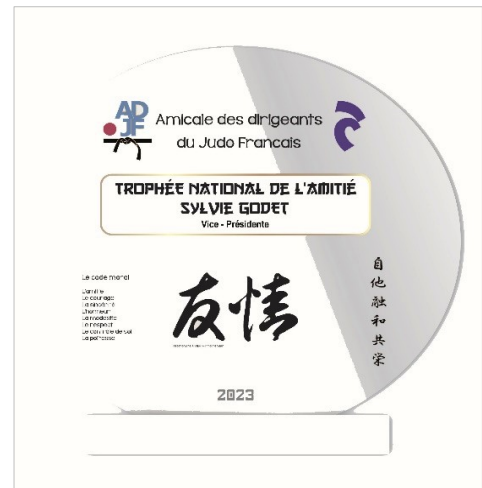 ADJF
Amicale des dirigeants
du Judo Francais
TROPHÉE NATIONAL DE L'AMITIÉ
SYLVIE GODET
Vice - Présidente
Le code moral
L'amitié
Le courage
La sincérité
L'honneur
La modestie
Le respect
Le contrôle de soi
La politesse
友情
自他融和共栄
2023